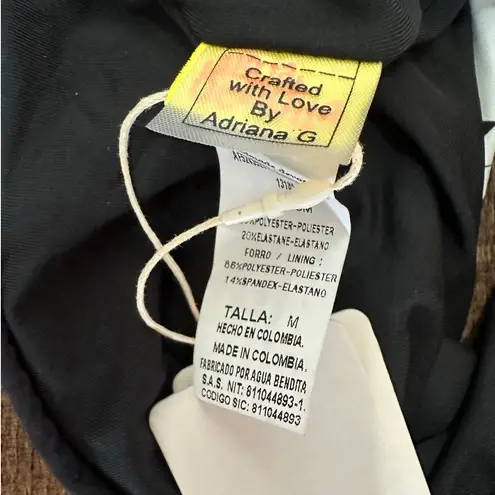 Crafted
with Love
By
Adriana G
POLYESTER-POLIESTER
20%ELASTANE-ELASTANO
FORRO / LINING :
86%POLYESTER-POLIESTER
14%SPANDEX-ELASTANO
TALLA: M
HECHO EN COLOMBIA.
MADE IN COLOMBIA.
FABRICADO POR AGUA BENDITA
S.A.S. NIT: 811044893-1.
CODIGO SIC: 811044893